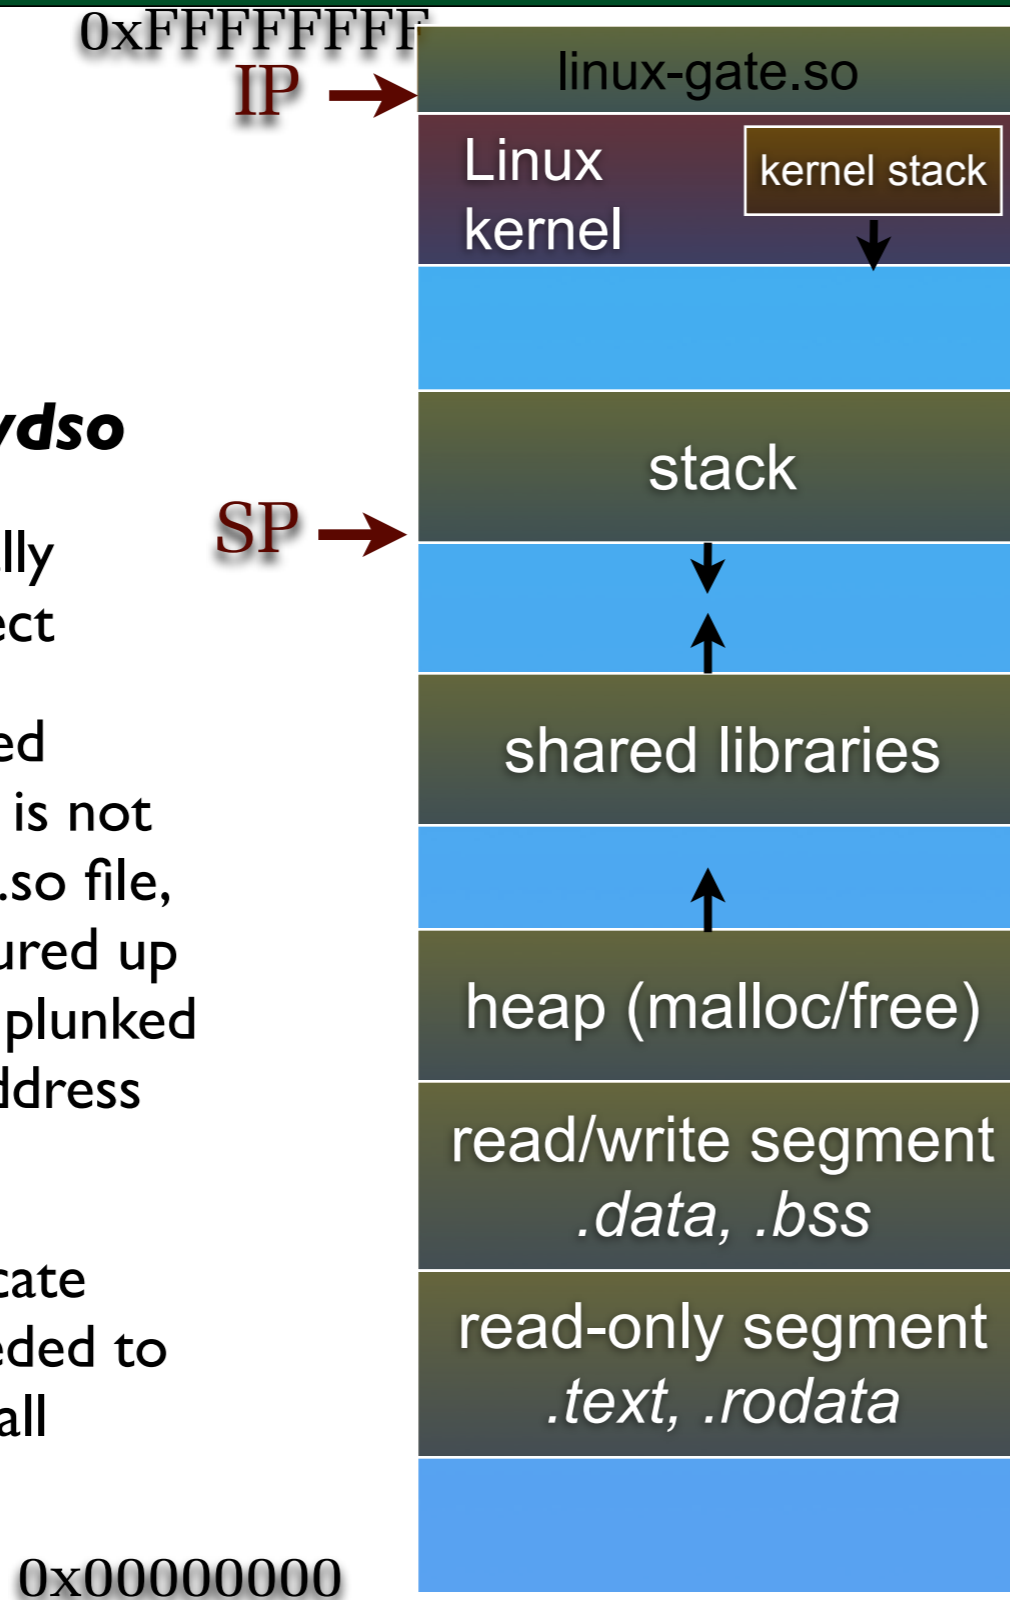 0xFFFFFFFF
linux-gate.so
IP
Linux
kernel
kernel stack
vdso
stack
SP
lly
ect
ed
shared libraries
is not
.so file,
ured up
plunked
heap (malloc/free)
ddress
read/write segment
.data, .bss
cate
eded to
all
read-only segment
.text, .rodata
0x00000000